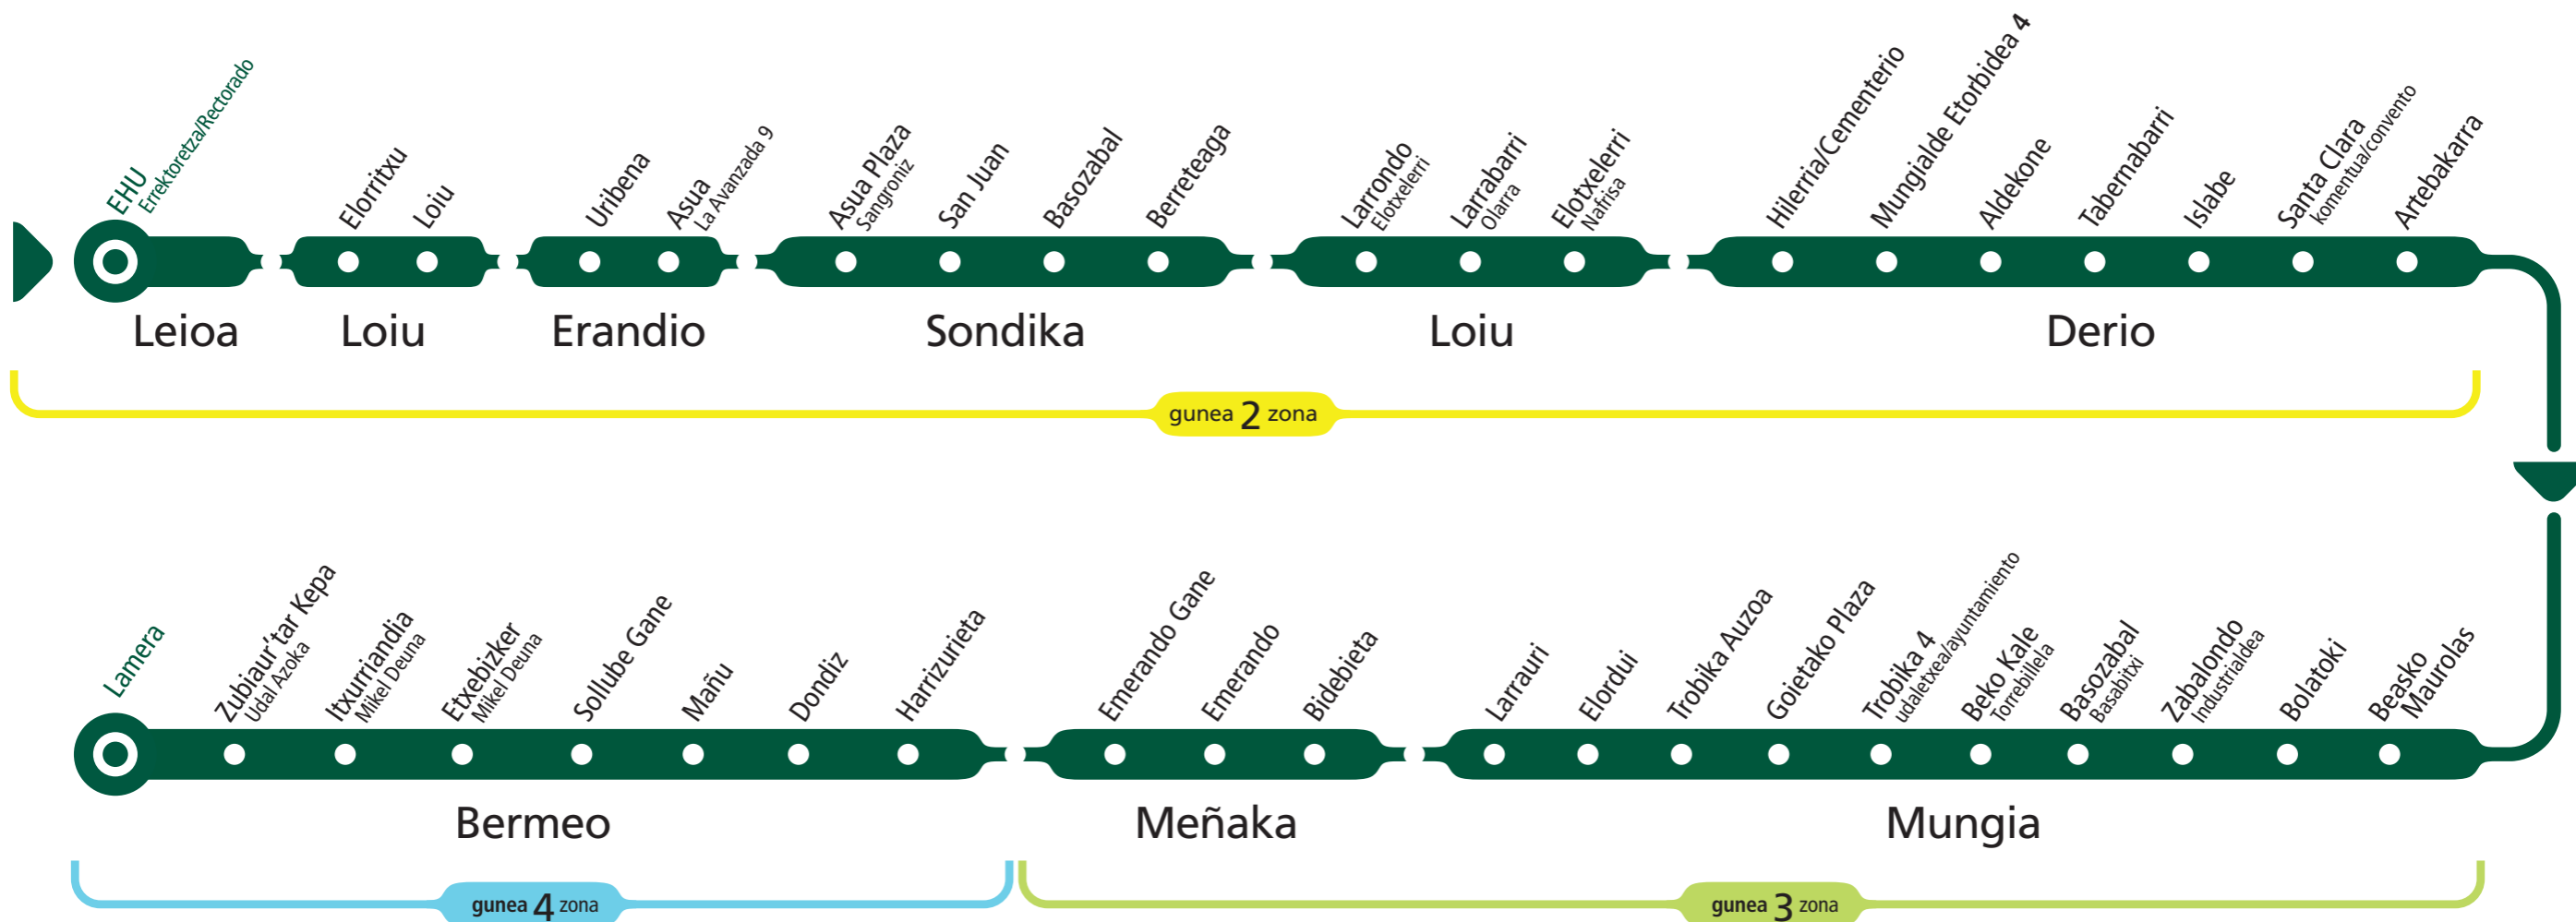 EHU
Errektoretza/Rectorado
Elorritxu
Loiu
Uribena
Asua
La Avanzada 9
Asua Plaza
Sangroniz
San Juan
Basozabal
Berreteaga
Larrondo
Elotxelerri
Larrabarri
Olarra
Elotxelerri
Nafrisa
Hilerria/Cementerio
Mungialde Etorbidea 4
Aldekone
Tabernabarri
Islabe
Santa Clara
komentua/convento
Artebakarra
Leioa
Loiu
Erandio
Sondika
Loiu
Derio
gunea 2 zona
Lamera
Zubiaur'tar Kepa
Udal Azoka
Itxurriandia
Mikel Deuna
Etxebizker
Mikel Deuna
Sollube Gane
Mañu
Dondiz
Harrizurieta
Emerando Gane
Emerando
Bidebieta
Larrauri
Elordui
Trobika Auzoa
Goietako Plaza
Trobika 4
udaletxea/ayuntamiento
Beko Kale
Torrebillela
Basozabal
Basabitxi
Zabalondo
Industrialdea
Bolatoki
Beasko
Maurolas
Bermeo
Meñaka
Mungia
gunea 4 zona
gunea 3 zona